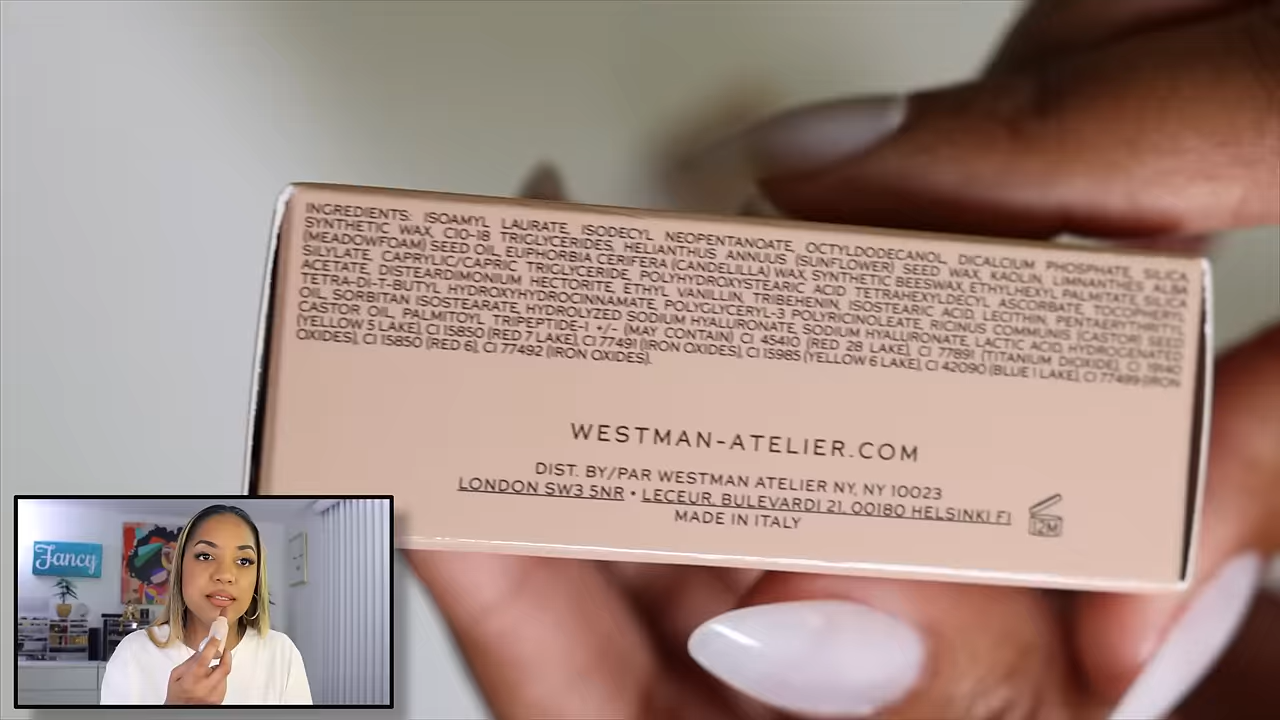 INGREDIENTS: ISOAMYL LAURATE, ISODECYL NEOPENTANOATE, OCTYLDODECANOL, DICALCIUM PHOSPHATE, SILICA
SYNTHETIC WAX, C10-18 TRIGLYCERIDES, HELIANTHUS ANNUUS (SUNFLOWER) SEED WAX, KAOLIN, LIMNANTHES ALBA
(MEADOWFOAM) SEED OIL, EUPHORBIA CERIFERA (CANDELILLA) WAX, SYNTHETIC BEESWAX, ETHYLHEXYL PALMITATE, SILICA
SILYLATE, CAPRYLIC/CAPRIC TRIGLYCERIDE, POLYHYDROXYSTEARIC ACID TETRAHEXYLDECYL ASCORBATE, TOCOPHERYL
ACETATE, DISTEARDIMONIUM HECTORITE, ETHYL VANILLIN, TRIBEHENIN, ISOSTEARIC ACID, LECITHIN, PENTAERYTHRITYL
TETRA-DI-T-BUTYL HYDROXYHYDROCINNAMATE, POLYGLYCERYL-3 POLYRICINOLEATE, RICINUS COMMUNIS (CASTOR) SEED
OIL, SORBITAN ISOSTEARATE, HYDROLYZED SODIUM HYALURONATE, SODIUM HYALURONATE, LACTIC ACID, HYDROGENATED
CASTOR OIL, PALMITOYL TRIPEPTIDE-1 +/- (MAY CONTAIN) CI 45410 (RED 28 LAKE), CI 77891 (TITANIUM DIOXIDE), CI 19140
(YELLOW 5 LAKE), CI 15850 (RED 7 LAKE), CI 77491 (IRON OXIDES), CI 15985 (YELLOW 6 LAKE), CI 42090 (BLUE 1 LAKE), CI 77499 (IRON
OXIDES), CI 15850 (RED 6), CI 77492 (IRON OXIDES).
WESTMAN-ATELIER.COM
DIST. BY/PAR WESTMAN ATELIER NY, NY 10023
LONDON SW3 5NR • LECEUR, BULEVARDI 21, 00180 HELSINKI FI
MADE IN ITALY
12M
Fancy